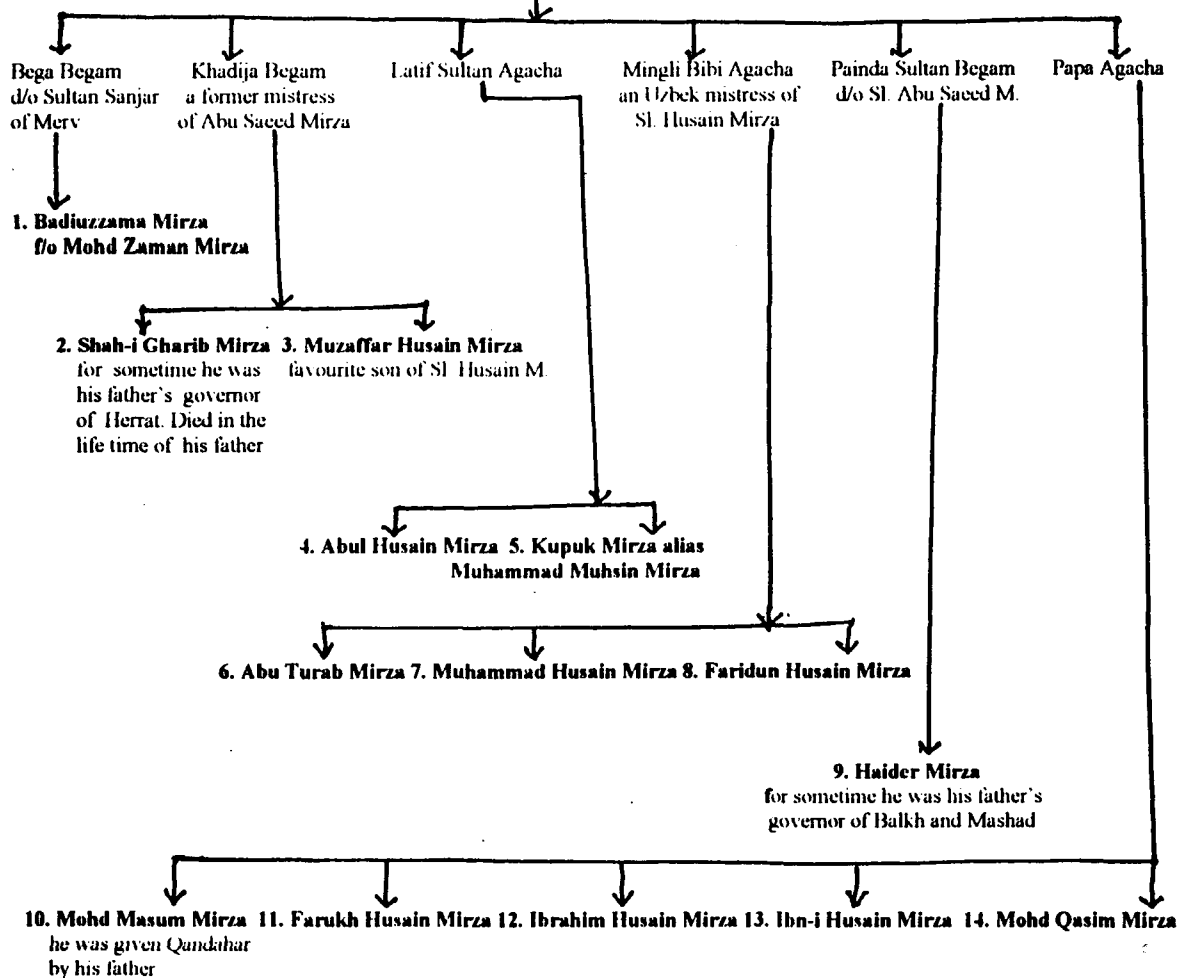 Bega Begam
d/o Sultan Sanjar
of Merv
Khadija Begam
a former mistress
of Abu Saeed Mirza
Latif Sultan Agacha
Mingli Bibi Agacha
an Uzbek mistress of
Sl. Husain Mirza
Painda Sultan Begam
d/o Sl. Abu Saeed M.
Papa Agacha
1. Badiuzzama Mirza
f/o Mohd Zaman Mirza
2. Shah-i Gharib Mirza
for sometime he was
his father's governor
of Herrat. Died in the
life time of his father
3. Muzaffar Husain Mirza
favourite son of Sl Husain M.
4. Abul Husain Mirza
5. Kupuk Mirza alias
Muhammad Muhsin Mirza
6. Abu Turab Mirza 7. Muhammad Husain Mirza 8. Faridun Husain Mirza
9. Haider Mirza
for sometime he was his father's
governor of Balkh and Mashad
10. Mohd Masum Mirza
he was given Qandahar
by his father
11. Farukh Husain Mirza 12. Ibrahim Husain Mirza 13. Ibn-i Husain Mirza 14. Mohd Qasim Mirza